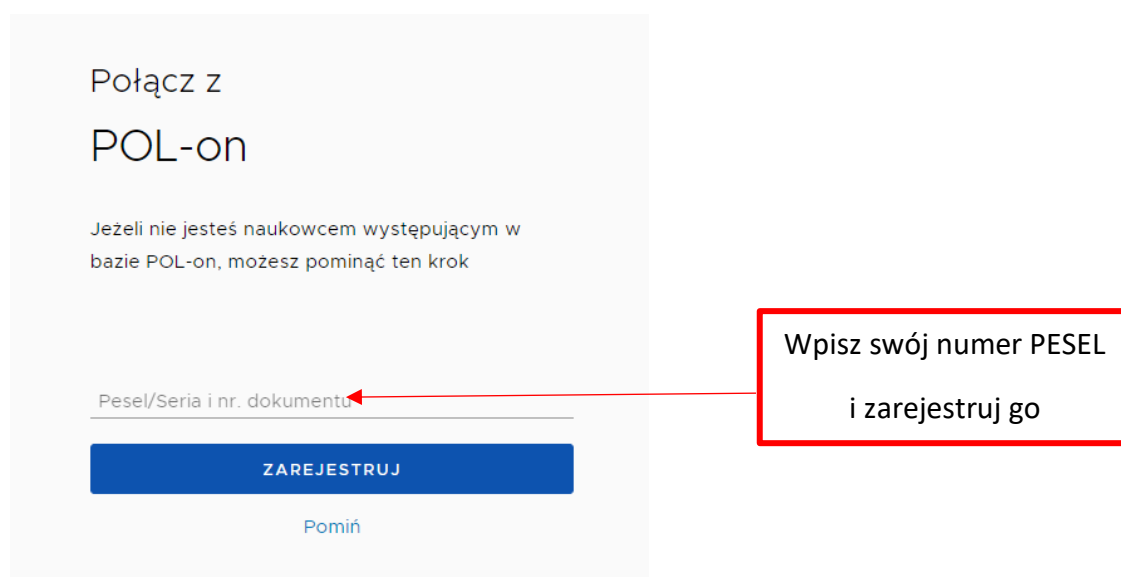 Połącz z
POL-on
Jeżeli nie jesteś naukowcem występującym w
bazie POL-on, możesz pominąć ten krok
Wpisz swój numer PESEL
i zarejestruj go
Pesel/Seria i nr. dokumentu
ZAREJESTRUJ
Pomiń